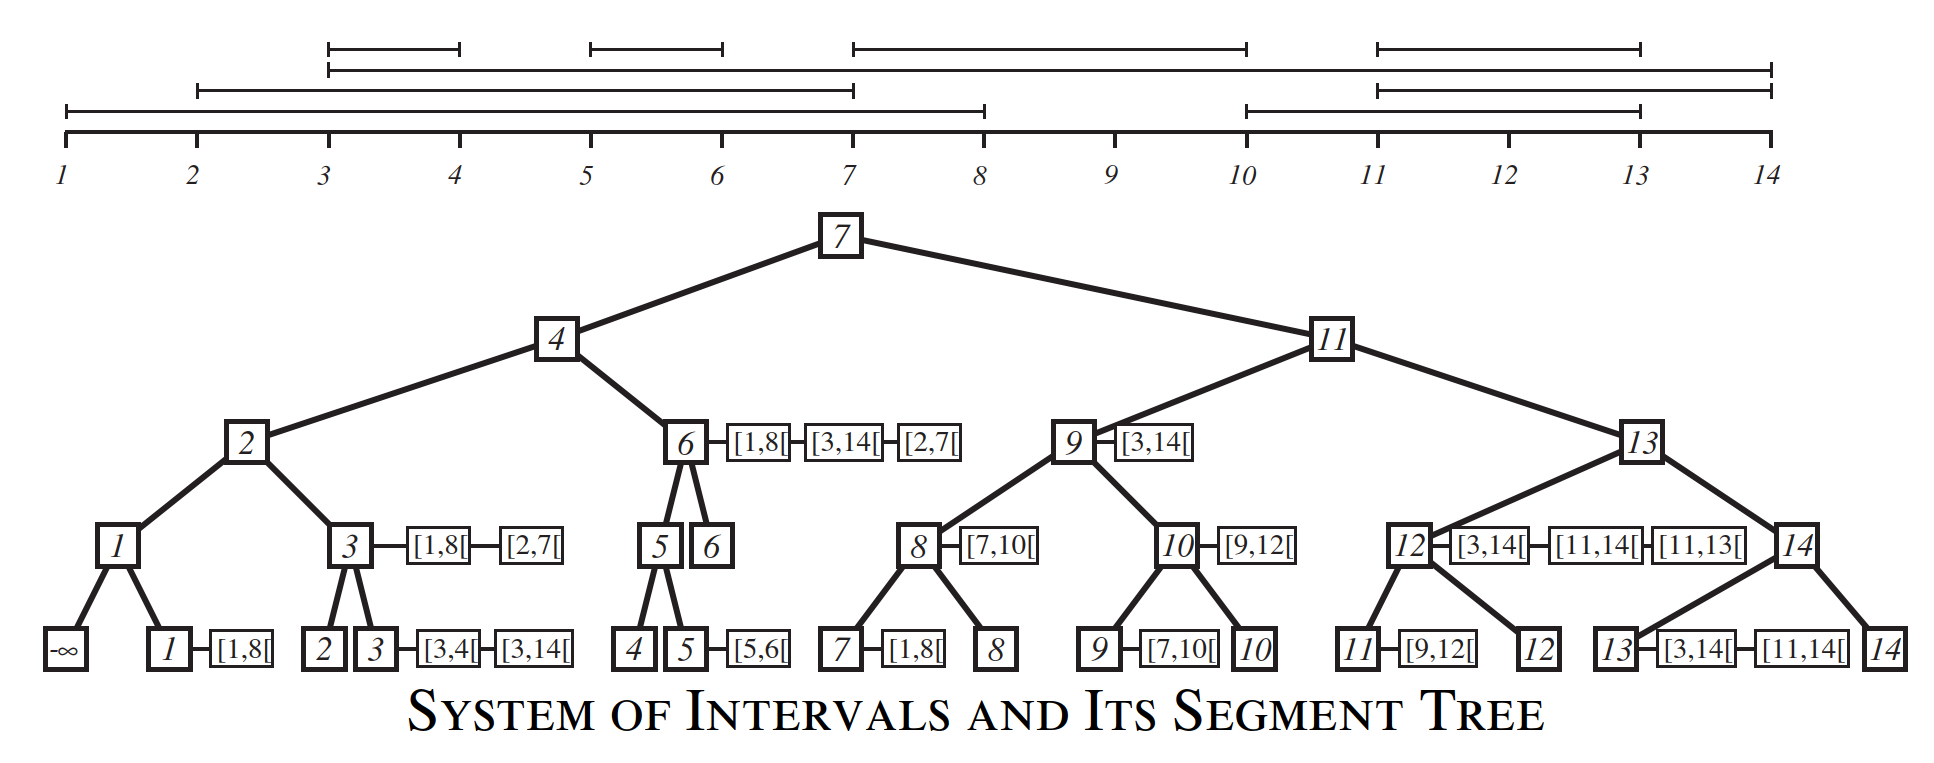 1 2 3 4 5 6 7 8 9 10 11 12 13 14
7
4 11
2 6 [1,8[ [3,14[ [2,7[ 9 [3,14[ 13
1 3 [1,8[ [2,7[ 5 6 8 [7,10[ 10 [9,12[ 12 [3,14[ [11,14[ [11,13[ 14
-∞ 1 [1,8[ 2 3 [3,4[ [3,14[ 4 5 [5,6[ 7 [1,8[ 8 9 [7,10[ 10 11 [9,12[ 12 13 [3,14[ [11,14[ 14
SYSTEM OF INTERVALS AND ITS SEGMENT TREE